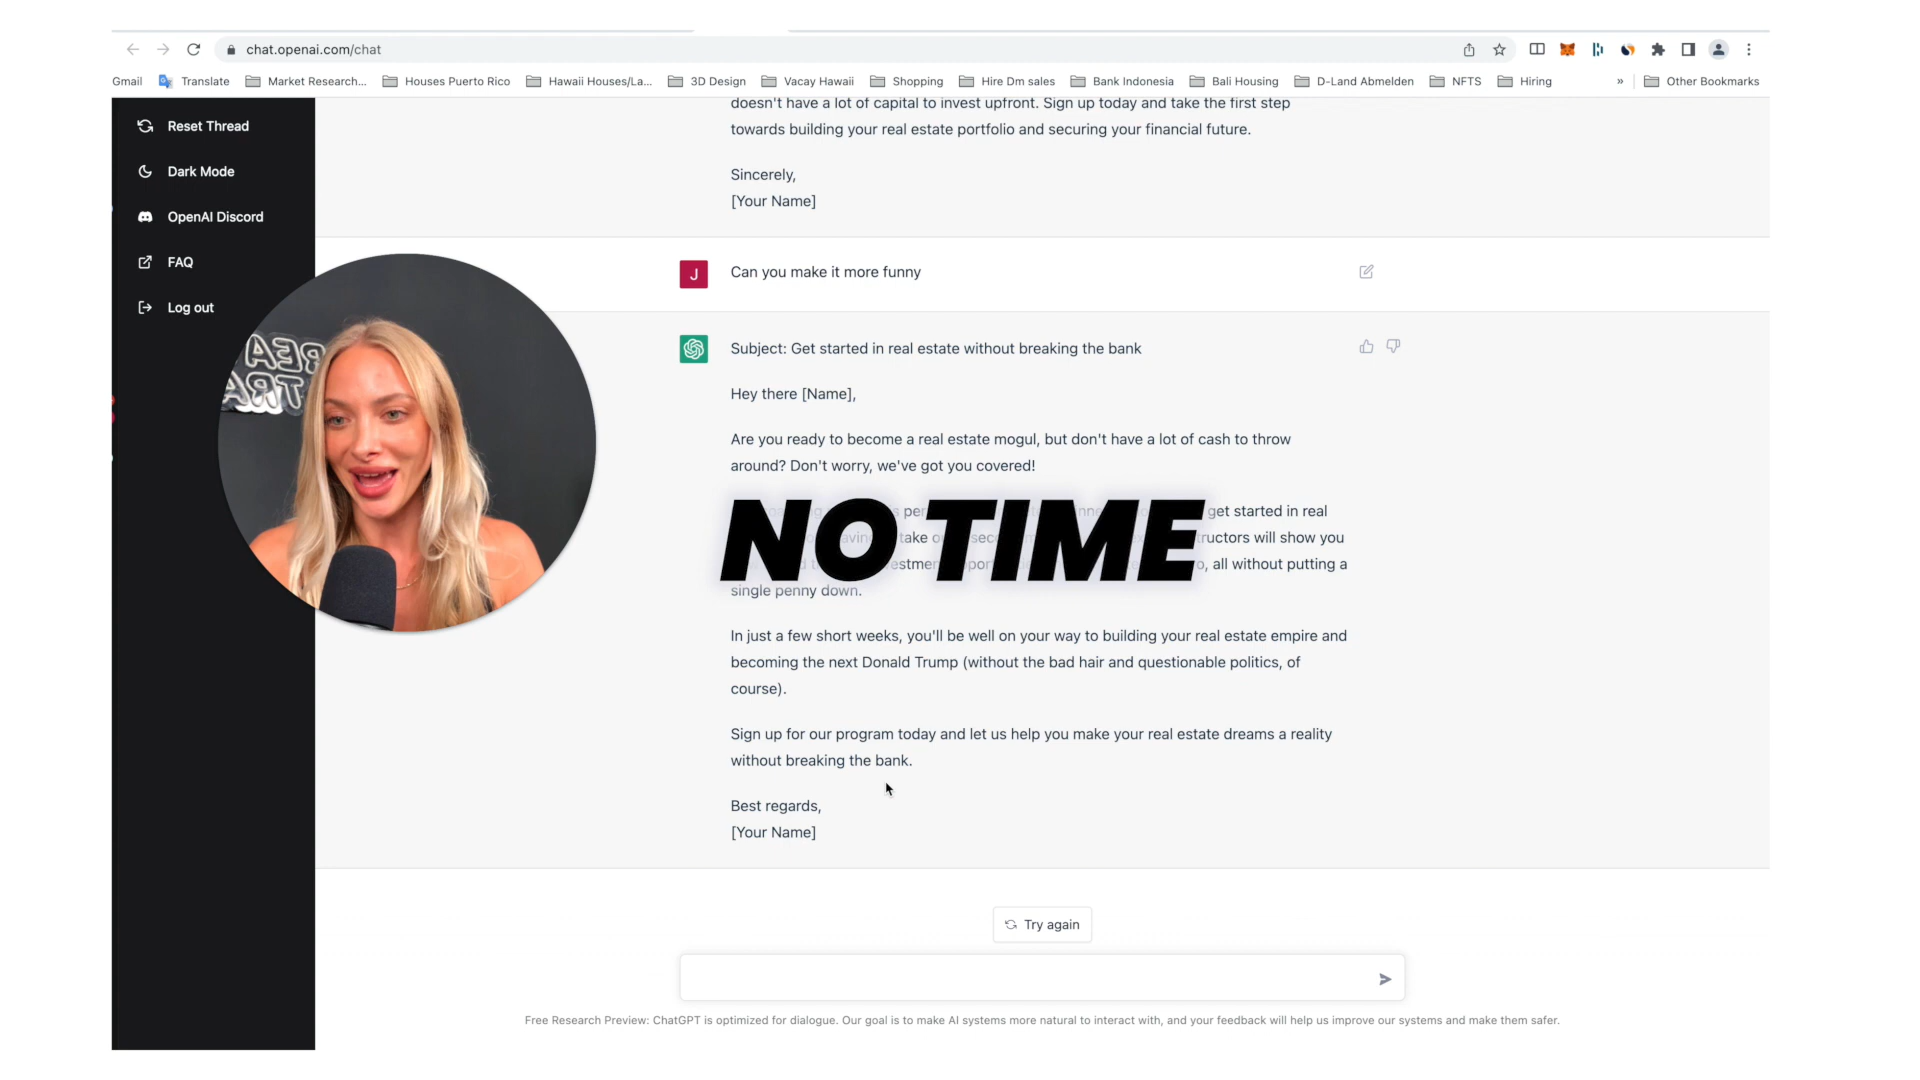 chat.openai.com/chat
Gmail Translate Market Research... Houses Puerto Rico Hawaii Houses/La... 3D Design Vacay Hawaii Shopping Hire Dm sales Bank Indonesia Bali Housing D-Land Abmelden NFTS Hiring » Other Bookmarks
Reset Thread
Dark Mode
OpenAI Discord
FAQ
Log out
doesn't have a lot of capital to invest upfront. Sign up today and take the first step
towards building your real estate portfolio and securing your financial future.
Sincerely,
[Your Name]
J
Can you make it more funny
Subject: Get started in real estate without breaking the bank
Hey there [Name],
Are you ready to become a real estate mogul, but don't have a lot of cash to throw
around? Don't worry, we've got you covered!
get started in real
take
will show you
all without putting a
single penny down.
NO TIME
In just a few short weeks, you'll be well on your way to building your real estate empire and
becoming the next Donald Trump (without the bad hair and questionable politics, of
course).
Sign up for our program today and let us help you make your real estate dreams a reality
without breaking the bank.
Best regards,
[Your Name]
Try again
Free Research Preview: ChatGPT is optimized for dialogue. Our goal is to make AI systems more natural to interact with, and your feedback will help us improve our systems and make them safer.